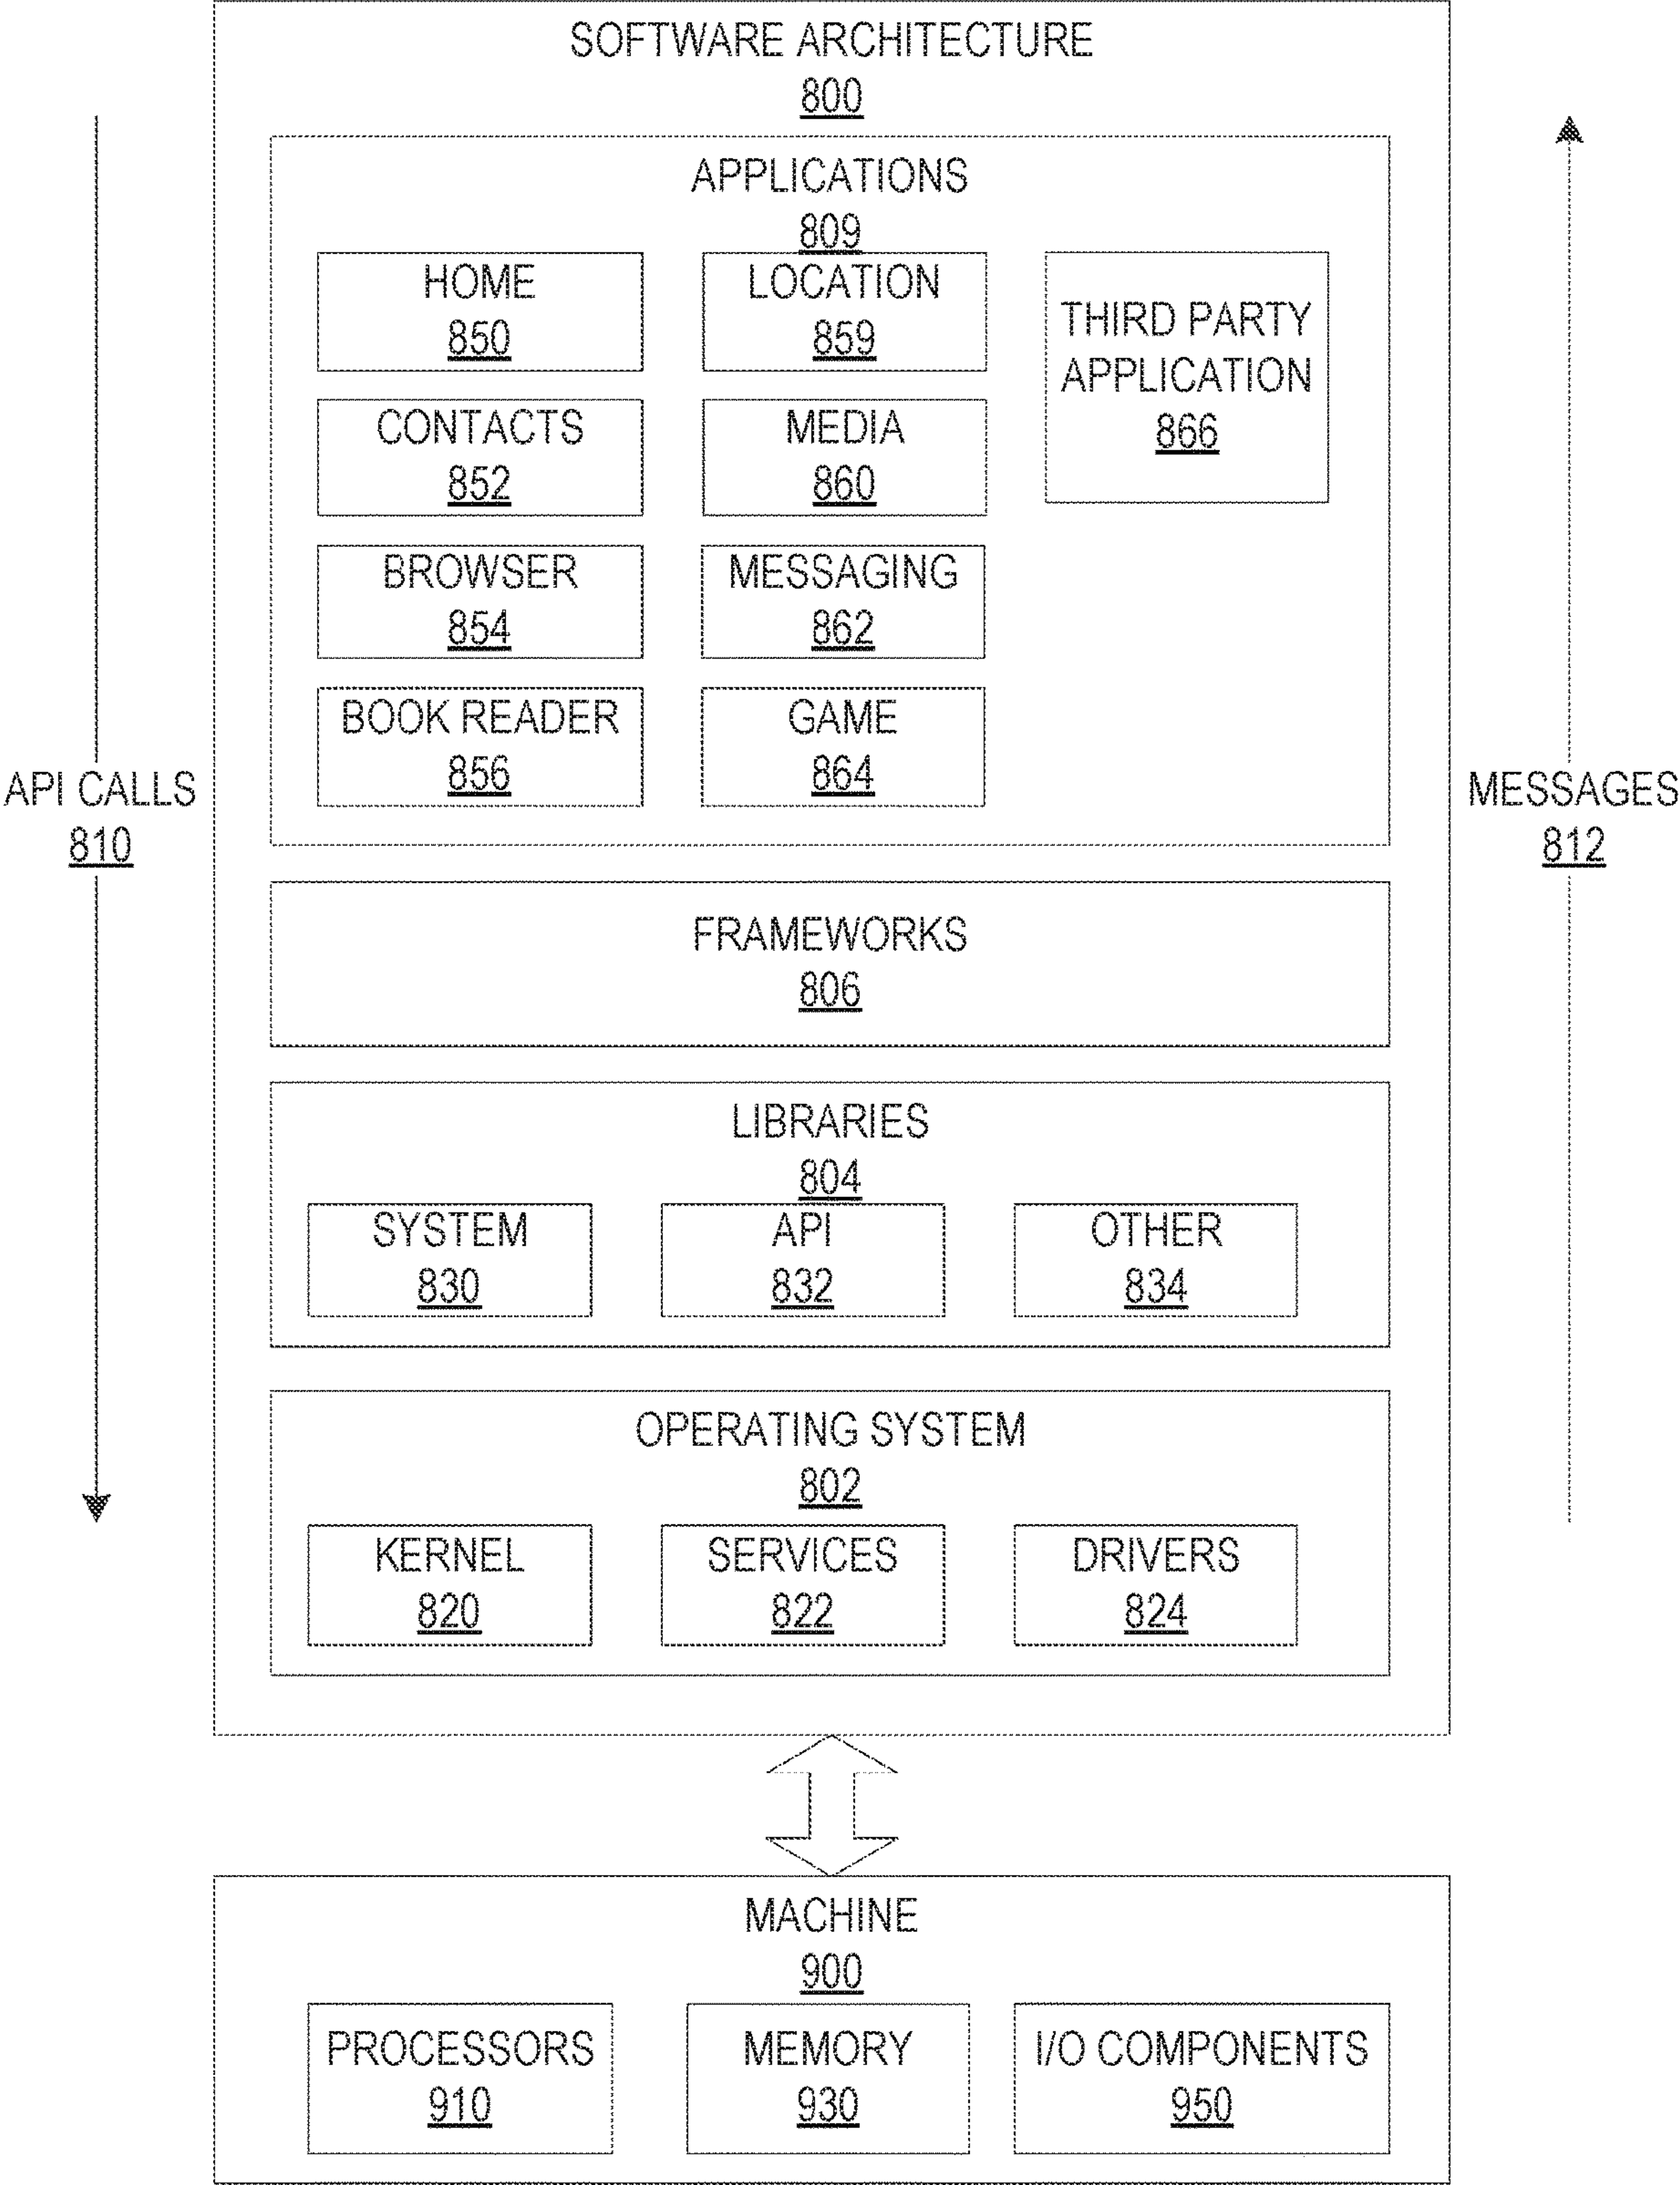 SOFTWARE ARCHITECTURE
800
APPLICATIONS
809
HOME
850
LOCATION
859
THIRD PARTY
APPLICATION
866
CONTACTS
852
MEDIA
860
BROWSER
854
MESSAGING
862
BOOK READER
856
GAME
864
API CALLS
810
MESSAGES
812
FRAMEWORKS
806
LIBRARIES
804
SYSTEM
830
API
832
OTHER
834
OPERATING SYSTEM
802
KERNEL
820
SERVICES
822
DRIVERS
824
MACHINE
900
PROCESSORS
910
MEMORY
930
I/O COMPONENTS
950